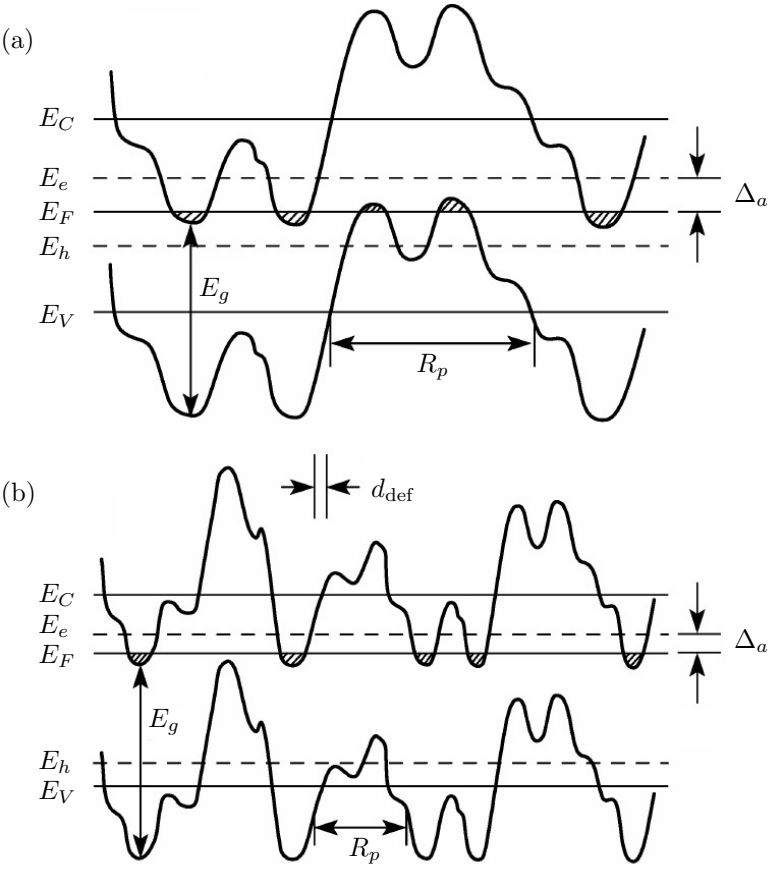 (a)
E_C
E_e
Δ_a
E_F
E_h
E_g
E_V
R_p
(b)
d_def
E_C
E_e
Δ_a
E_F
E_g
E_h
E_V
R_p